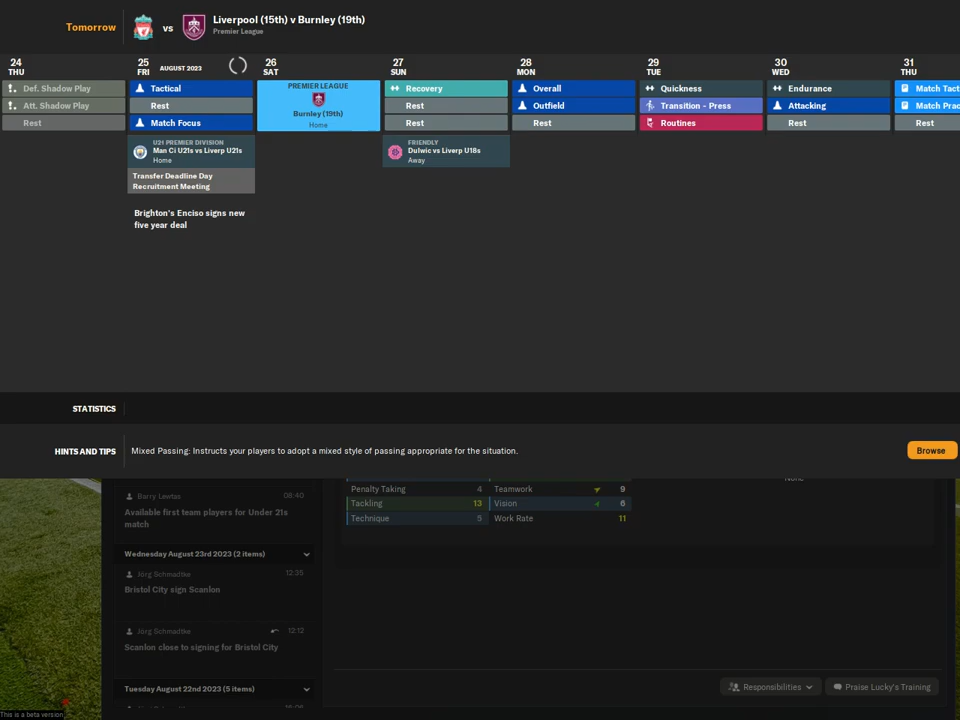 Tomorrow
vs
Liverpool (15th) v Burnley (19th)
Premier League
24
THU
25
FRI
AUGUST 2023
26
SAT
27
SUN
28
MON
29
TUE
30
WED
31
THU
Def. Shadow Play
Att. Shadow Play
Rest
Tactical
Rest
Match Focus
PREMIER LEAGUE
Burnley (19th)
Home
Recovery
Rest
Rest
Overall
Outfield
Rest
Quickness
Transition - Press
Routines
Endurance
Attacking
Rest
Match Tact
Match Prac
Rest
U21 PREMIER DIVISION
Man Ci U21s vs Liverp U21s
Home
Transfer Deadline Day
Recruitment Meeting
Brighton's Enciso signs new
five year deal
FRIENDLY
Dulwic vs Liverp U18s
Away
STATISTICS
HINTS AND TIPS
Mixed Passing: Instructs your players to adopt a mixed style of passing appropriate for the situation.
Browse
Barry Lewtas
08:40
Available first team players for Under 21s
match
Wednesday August 23rd 2023 (2 items)
Jörg Schmadtke
12:35
Bristol City sign Scanlon
Jörg Schmadtke
12:12
Scanlon close to signing for Bristol City
Tuesday August 22nd 2023 (5 items)
Penalty Taking 4
Teamwork 9
Tackling 13
Vision 6
Technique 5
Work Rate 11
Responsibilities
Praise Lucky's Training
This is a beta version